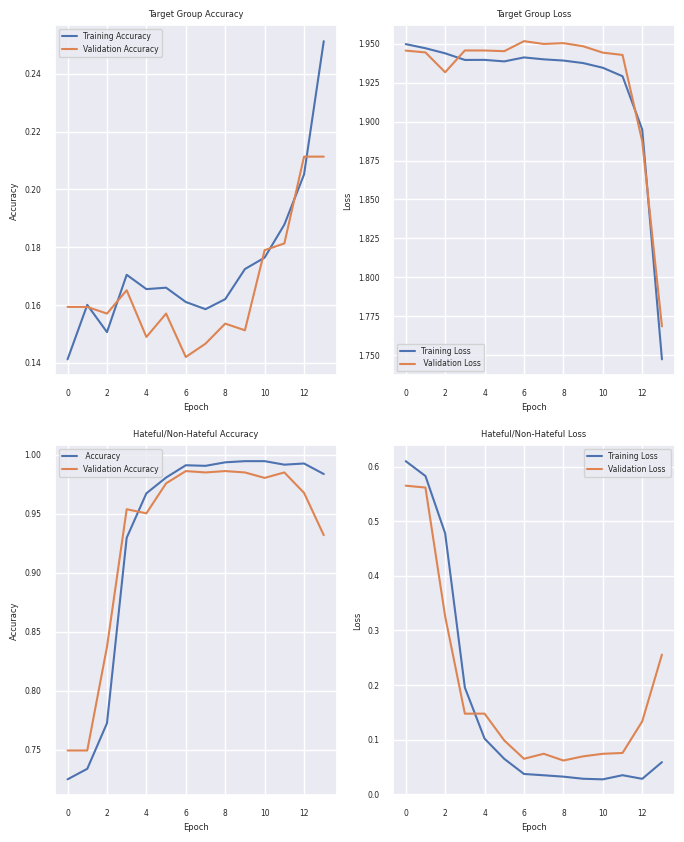 Target Group Accuracy
Training Accuracy
Validation Accuracy
0.24
0.22
0.20
0.18
0.16
0.14
Accuracy
0 2 4 6 8 10 12
Epoch
Target Group Loss
1.950
1.925
1.900
1.875
1.850
1.825
1.800
1.775
1.750
Loss
Training Loss
Validation Loss
0 2 4 6 8 10 12
Epoch
Hateful/Non-Hateful Accuracy
Accuracy
Validation Accuracy
1.00
0.95
0.90
0.85
0.80
0.75
Accuracy
0 2 4 6 8 10 12
Epoch
Hateful/Non-Hateful Loss
Training Loss
Validation Loss
0.6
0.5
0.4
0.3
0.2
0.1
0.0
Loss
0 2 4 6 8 10 12
Epoch